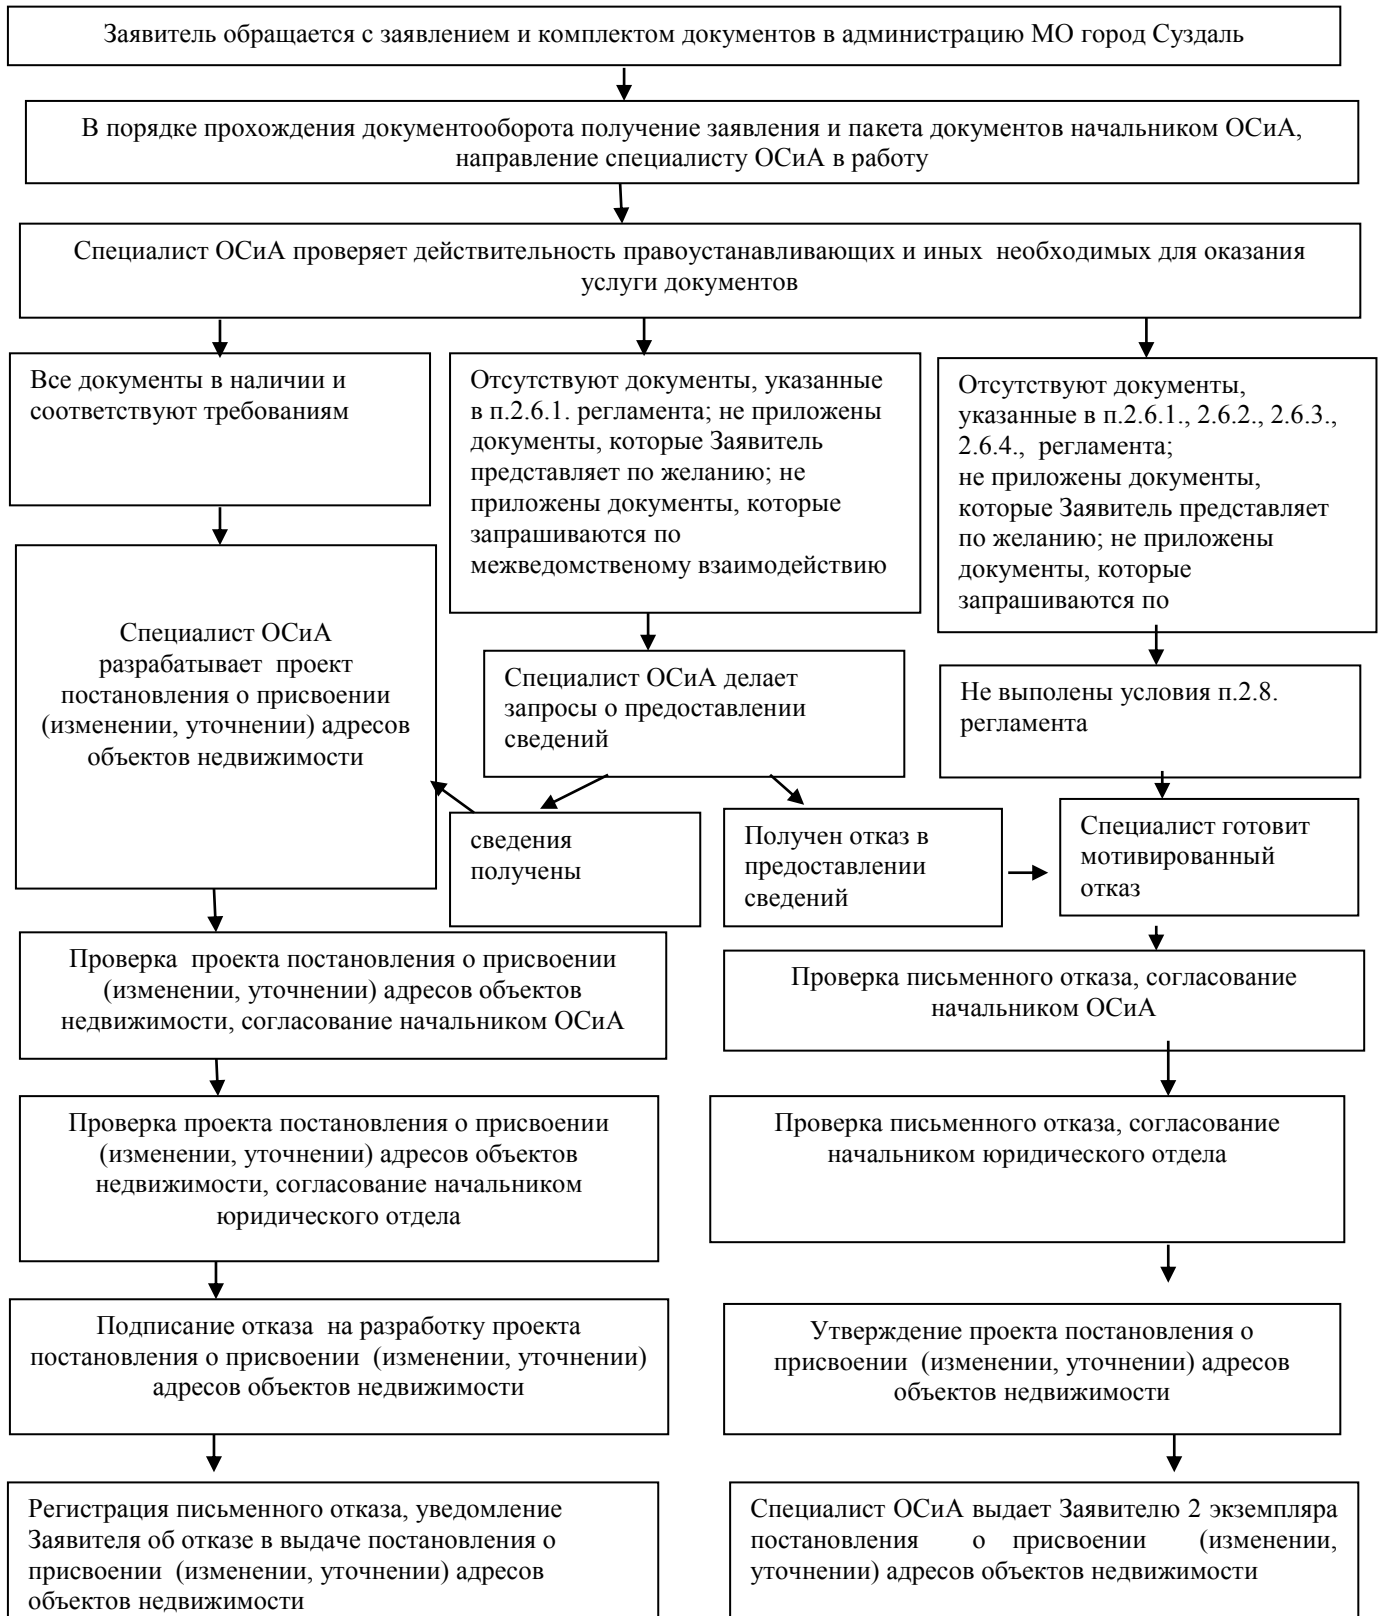 Заявитель обращается с заявлением и комплектом документов в администрацию МО город Суздаль
В порядке прохождения документооборота получение заявления и пакета документов начальником ОСиА,
направление специалисту ОСиА в работу
Специалист ОСиА проверяет действительность правоустанавливающих и иных необходимых для оказания
услуги документов
Все документы в наличии и
соответствуют требованиям
Отсутствуют документы, указанные
в п.2.6.1. регламента; не приложены
документы, которые Заявитель
представляет по желанию; не
приложены документы, которые
запрашиваются по
межведомственому взаимодействию
Отсутствуют документы,
указанные в п.2.6.1., 2.6.2., 2.6.3.,
2.6.4., регламента;
не приложены документы,
которые Заявитель представляет
по желанию; не приложены
документы, которые
запрашиваются по
Специалист ОСиА
разрабатывает проект
постановления о присвоении
(изменении, уточнении) адресов
объектов недвижимости
Специалист ОСиА делает
запросы о предоставлении
сведений
Не выполены условия п.2.8.
регламента
сведения
получены
Получен отказ в
предоставлении
сведений
Специалист готовит
мотивированный
отказ
Проверка проекта постановления о присвоении
(изменении, уточнении) адресов объектов
недвижимости, согласование начальником ОСиА
Проверка письменного отказа, согласование
начальником ОСиА
Проверка проекта постановления о присвоении
(изменении, уточнении) адресов объектов
недвижимости, согласование начальником
юридического отдела
Проверка письменного отказа, согласование
начальником юридического отдела
Подписание отказа на разработку проекта
постановления о присвоении (изменении, уточнении)
адресов объектов недвижимости
Утверждение проекта постановления о
присвоении (изменении, уточнении) адресов
объектов недвижимости
Регистрация письменного отказа, уведомление
Заявителя об отказе в выдаче постановления о
присвоении (изменении, уточнении) адресов
объектов недвижимости
Специалист ОСиА выдает Заявителю 2 экземпляра
постановления о присвоении (изменении,
уточнении) адресов объектов недвижимости